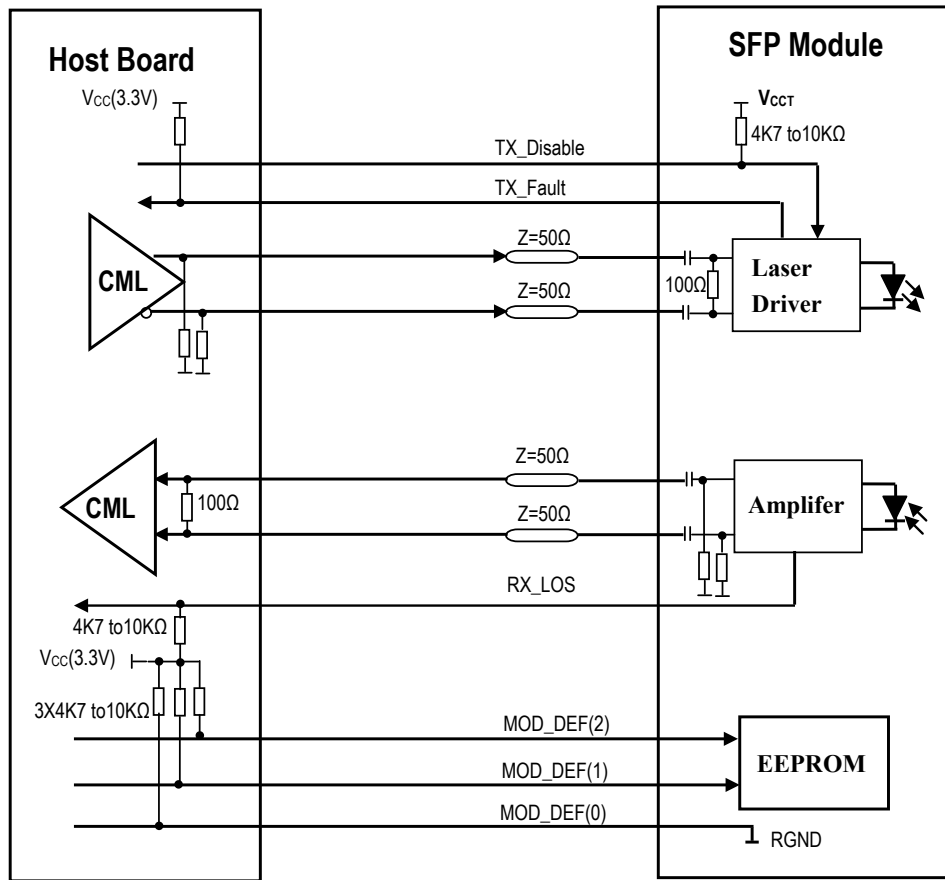 Host Board
SFP Module
VCC(3.3V)
VCCT
4K7 to10KΩ
TX_Disable
TX_Fault
CML
Z=50Ω
Z=50Ω
100Ω
Laser
Driver
CML
100Ω
Z=50Ω
Z=50Ω
Amplifer
RX_LOS
4K7 to10KΩ
VCC(3.3V)
3X4K7 to10KΩ
MOD_DEF(2)
MOD_DEF(1)
MOD_DEF(0)
EEPROM
RGND